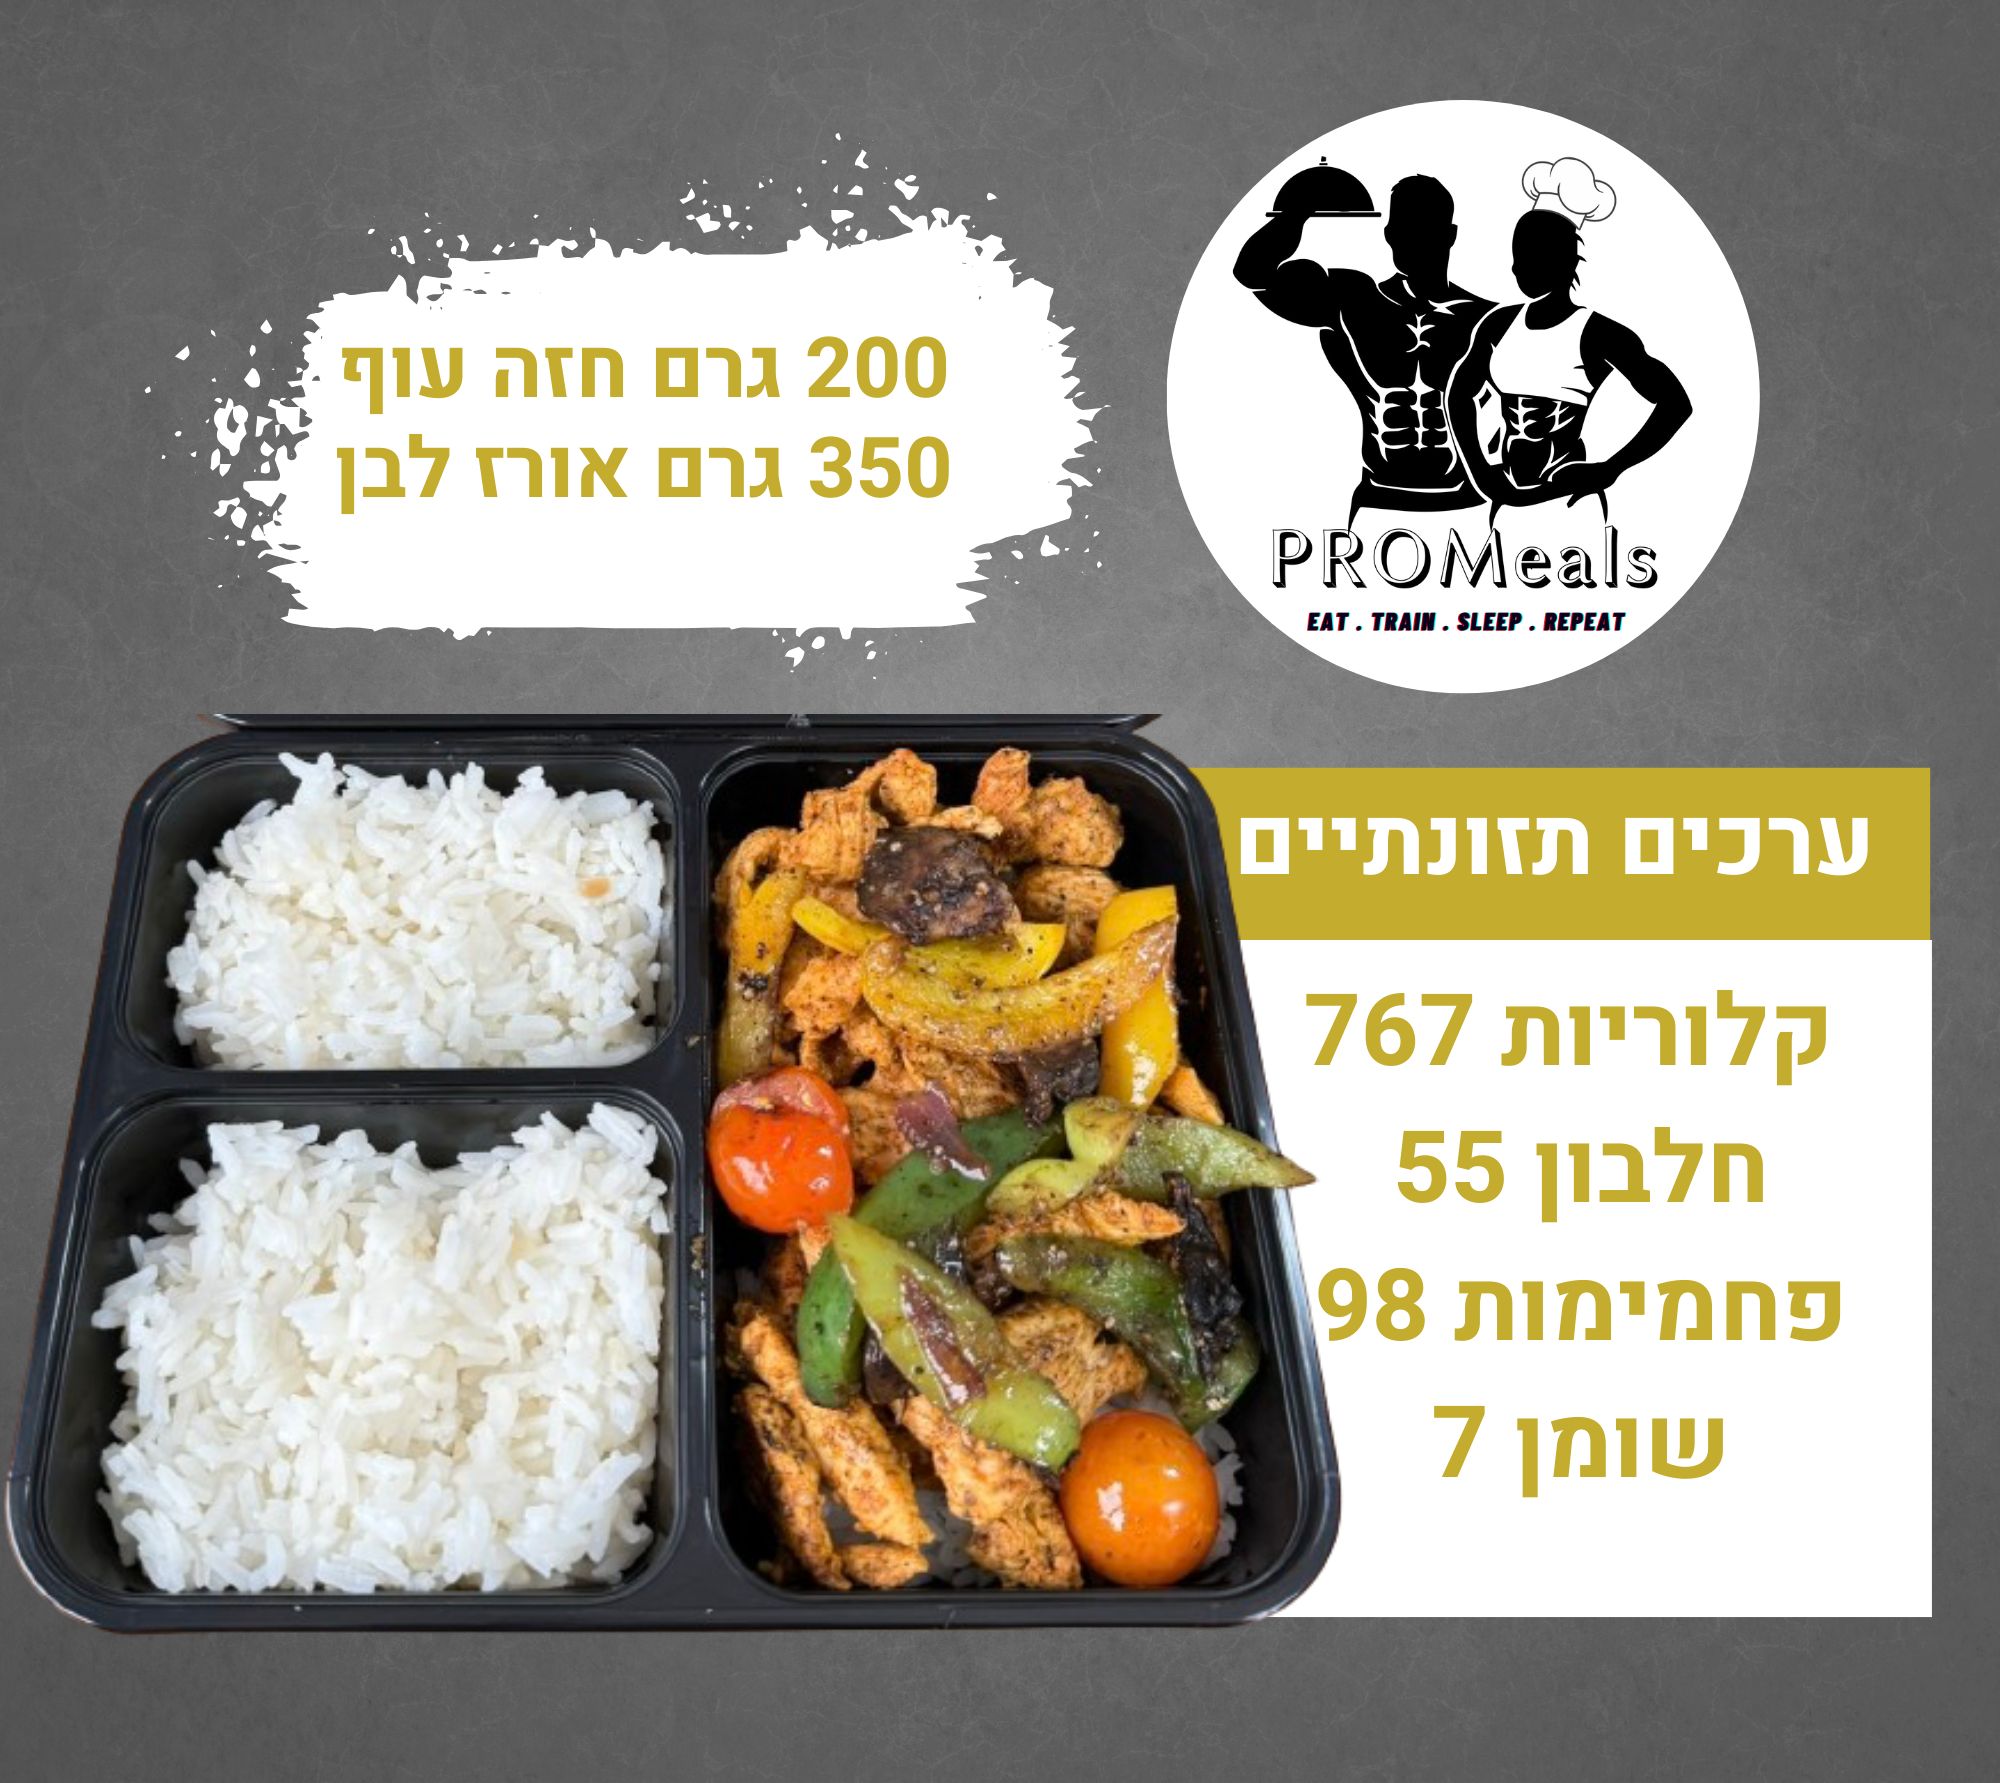 200 גרם חזה עוף
350 גרם אורז לבן
PROMeals
EAT . TRAIN . SLEEP . REPEAT
ערכים תזונתיים
קלוריות 767
חלבון 55
פחמימות 98
שומן 7